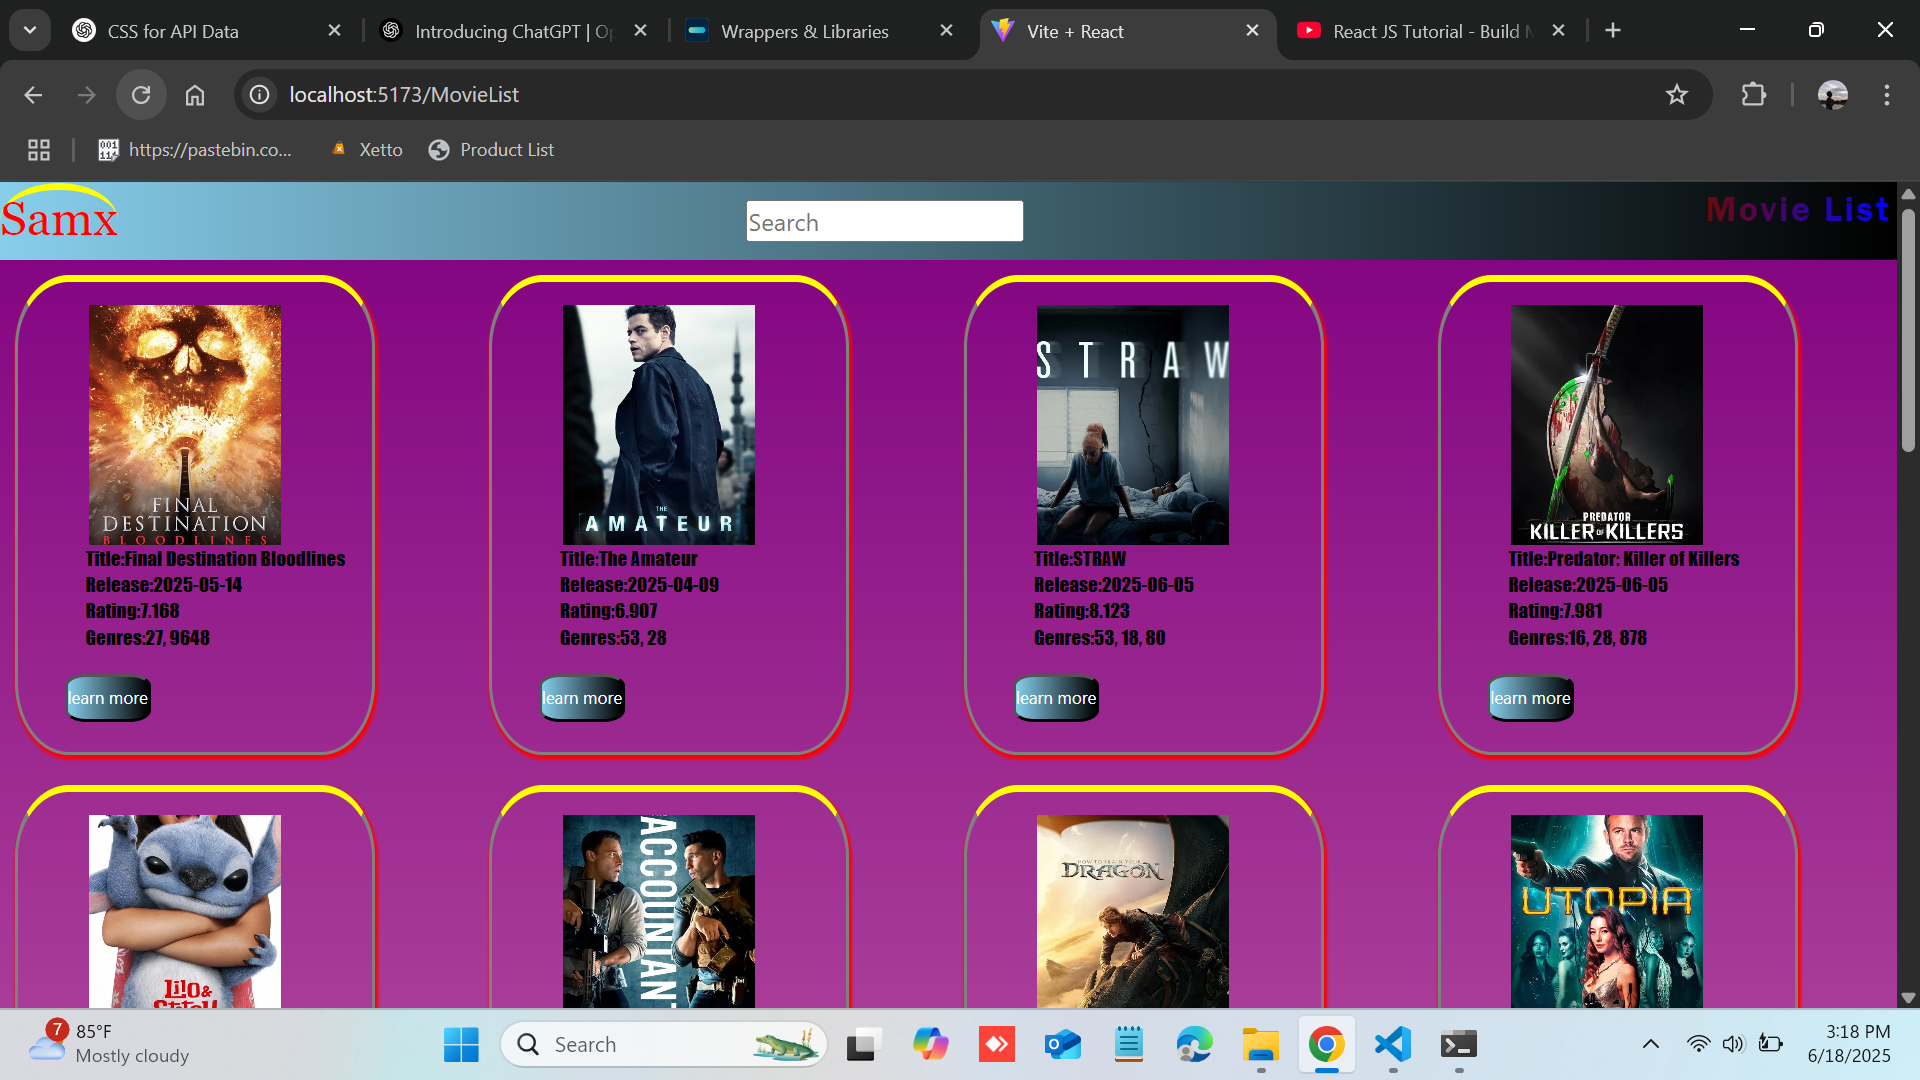 CSS for API Data
Introducing ChatGPT | Op
Wrappers & Libraries
Vite + React
React JS Tutorial - Build M
localhost:5173/MovieList
https://pastebin.co...
Xetto
Product List
Samx
Search
Movie List
FINAL
DESTINATION
BLOODLINES
THE
AMATEUR
STRAW
PREDATOR
KILLER OF KILLERS
Title:Final Destination Bloodlines
Release:2025-05-14
Rating:7.168
Genres:27, 9648
learn more
Title:The Amateur
Release:2025-04-09
Rating:6.907
Genres:53, 28
learn more
Title:STRAW
Release:2025-06-05
Rating:8.123
Genres:53, 18, 80
learn more
Title:Predator: Killer of Killers
Release:2025-06-05
Rating:7.981
Genres:16, 28, 878
learn more
Lilo &
Stitch
ACCOUNTANT
HOW TO TRAIN YOUR
DRAGON
UTOPIA
7
85°F
Mostly cloudy
Search
3:18 PM
6/18/2025